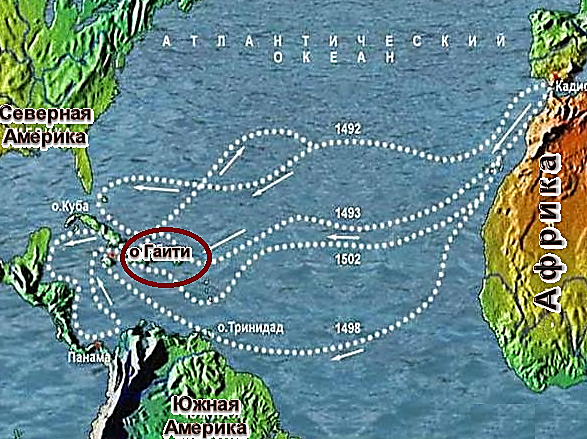 АТЛАНТИЧЕСКИЙ
ОКЕАН
Кадис
Северная
Америка
1492
Африка
о.Куба
1493
о Гаити
1502
о.Тринидад
1498
Панама
Южная
Америка